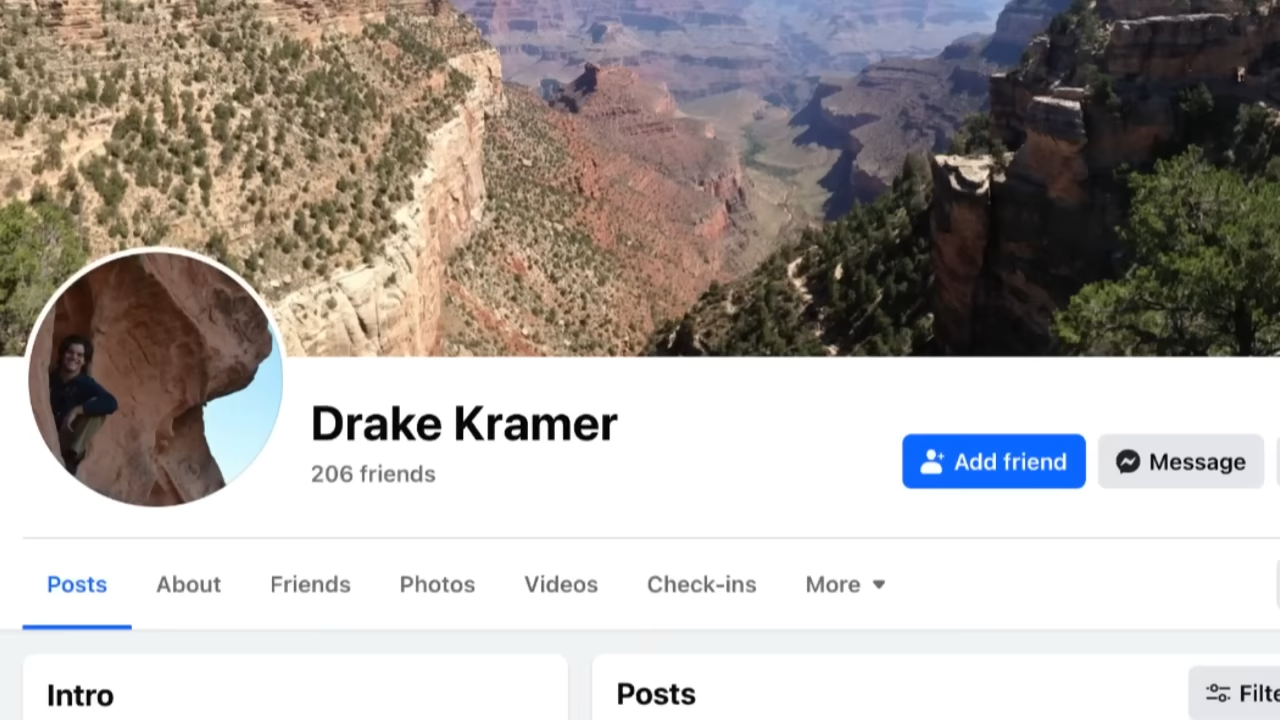 Drake Kramer
206 friends
Add friend
Message
Posts About Friends Photos Videos Check-ins More
Intro
Posts